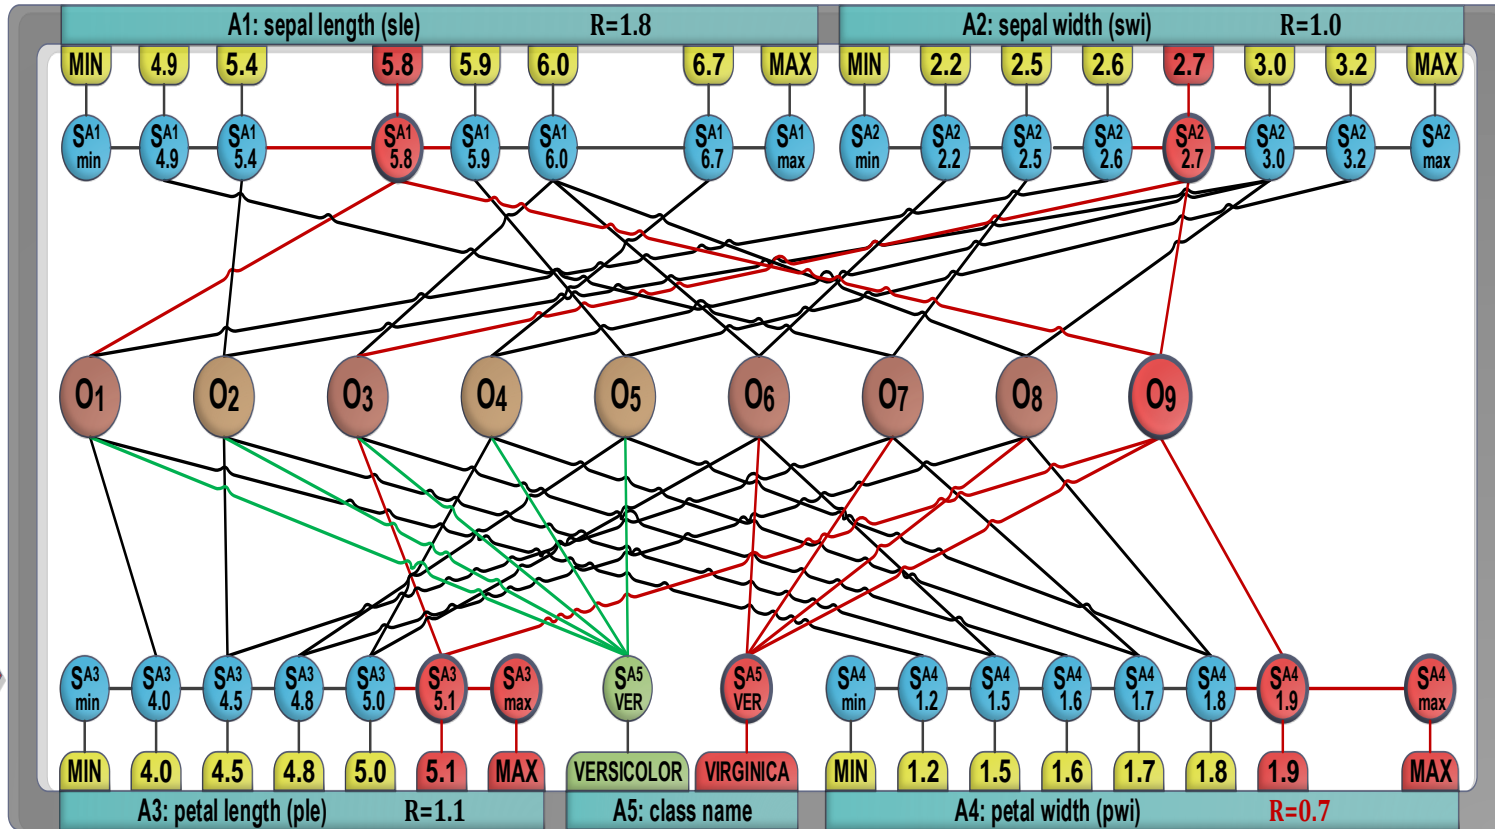 A1: sepal length (sle) R=1.8 A2: sepal width (swi) R=1.0
MIN 4.9 5.4 5.8 5.9 6.0 6.7 MAX MIN 2.2 2.5 2.6 2.7 3.0 3.2 MAX
SA1 SA1 SA1 SA1 SA1 SA1 SA1 SA1 SA2 SA2 SA2 SA2 SA2 SA2 SA2 SA2
min 4.9 5.4 5.8 5.9 6.0 6.7 max min 2.2 2.5 2.6 2.7 3.0 3.2 max
O1 O2 O3 O4 O5 O6 O7 O8 O9
SA3 SA3 SA3 SA3 SA3 SA3 SA3 SA5 SA5 SA4 SA4 SA4 SA4 SA4 SA4 SA4 SA4
min 4.0 4.5 4.8 5.0 5.1 max VER VER min 1.2 1.5 1.6 1.7 1.8 1.9 max
MIN 4.0 4.5 4.8 5.0 5.1 MAX VERSICOLOR VIRGINICA MIN 1.2 1.5 1.6 1.7 1.8 1.9 MAX
A3: petal length (ple) R=1.1 A5: class name A4: petal width (pwi) R=0.7